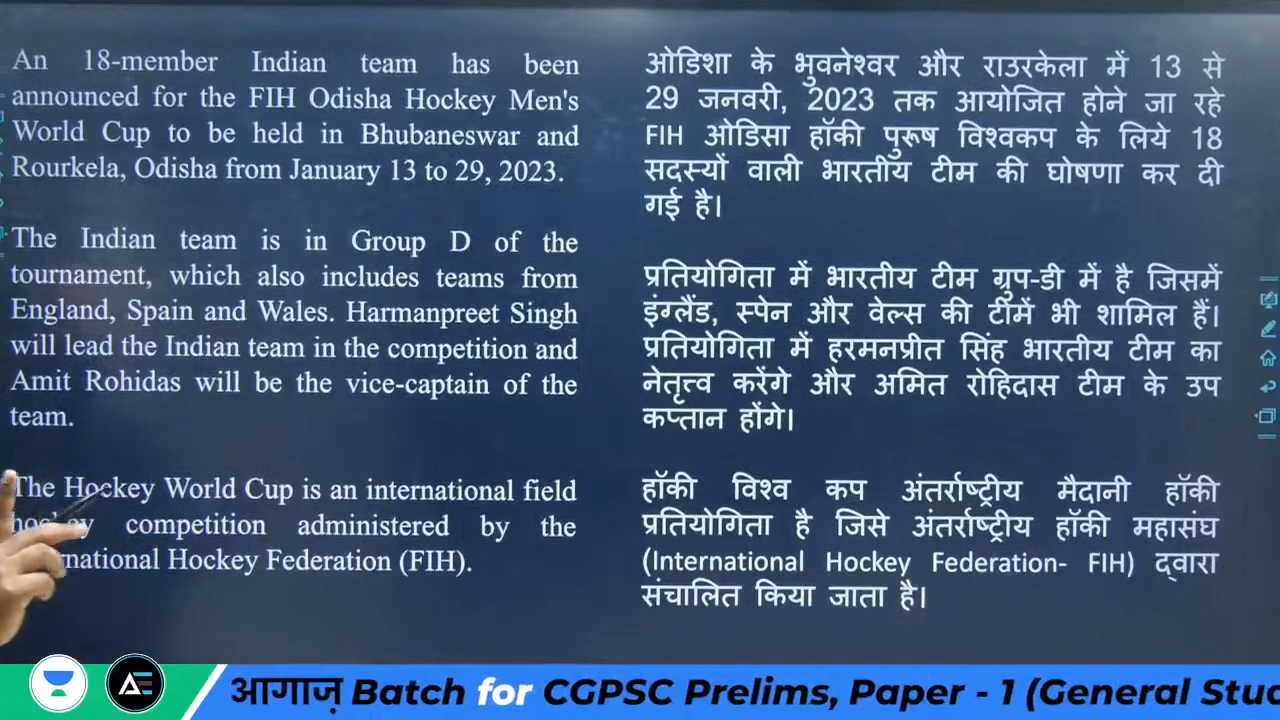 An 18-member Indian team has been
announced for the FIH Odisha Hockey Men's
World Cup to be held in Bhubaneswar and
Rourkela, Odisha from January 13 to 29, 2023.
The Indian team is in Group D of the
tournament, which also includes teams from
England, Spain and Wales. Harmanpreet Singh
will lead the Indian team in the competition and
Amit Rohidas will be the vice-captain of the
team.
The Hockey World Cup is an international field
hockey competition administered by the
rnational Hockey Federation (FIH).
ओडिशा के भुवनेश्वर और राउरकेला में 13 से
29 जनवरी, 2023 तक आयोजित होने जा रहे
FIH ओडिसा हॉकी पुरूष विश्वकप के लिये 18
सदस्यों वाली भारतीय टीम की घोषणा कर दी
गई है।
प्रतियोगिता में भारतीय टीम ग्रुप-डी में है जिसमें
इंग्लैंड, स्पेन और वेल्स की टीमें भी शामिल हैं।
प्रतियोगिता में हरमनप्रीत सिंह भारतीय टीम का
नेतृत्त्व करेंगे और अमित रोहिदास टीम के उप
कप्तान होंगे।
हॉकी विश्व कप अंतर्राष्ट्रीय मैदानी हॉकी
प्रतियोगिता है जिसे अंतर्राष्ट्रीय हॉकी महासंघ
(International Hockey Federation- FIH) द्वारा
संचालित किया जाता है।
आगाज़ Batch for CGPSC Prelims, Paper - 1 (General Stud